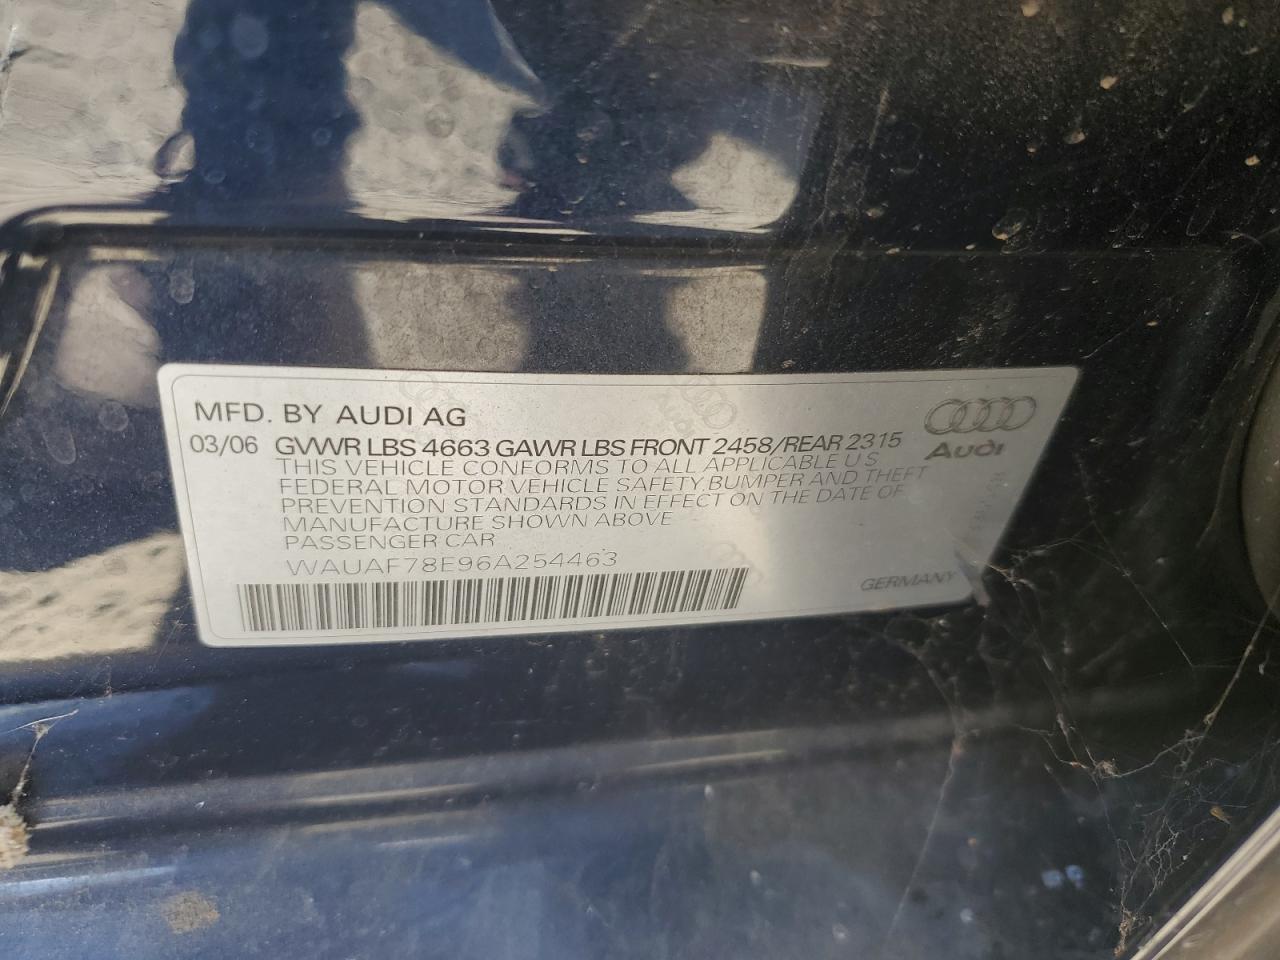 MFD. BY AUDI AG
03/06 GVWR LBS 4663 GAWR LBS FRONT 2458/REAR 2315
THIS VEHICLE CONFORMS TO ALL APPLICABLE U S
FEDERAL MOTOR VEHICLE SAFETY BUMPER AND THEFT
PREVENTION STANDARDS IN EFFECT ON THE DATE OF
MANUFACTURE SHOWN ABOVE
PASSENGER CAR
WAUAF78E96A254463
Audi
GERMANY